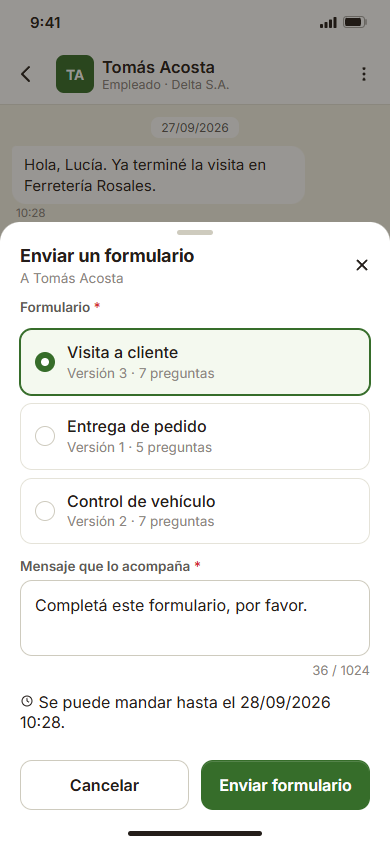 9:41
TA
Tomás Acosta
Empleado · Delta S.A.
27/09/2026
Hola, Lucía. Ya terminé la visita en
Ferretería Rosales.
10:28
Enviar un formulario
A Tomás Acosta
Formulario *
Visita a cliente
Versión 3 · 7 preguntas
Entrega de pedido
Versión 1 · 5 preguntas
Control de vehículo
Versión 2 · 7 preguntas
Mensaje que lo acompaña *
Completá este formulario, por favor.
36 / 1024
Se puede mandar hasta el 28/09/2026
10:28.
Cancelar
Enviar formulario